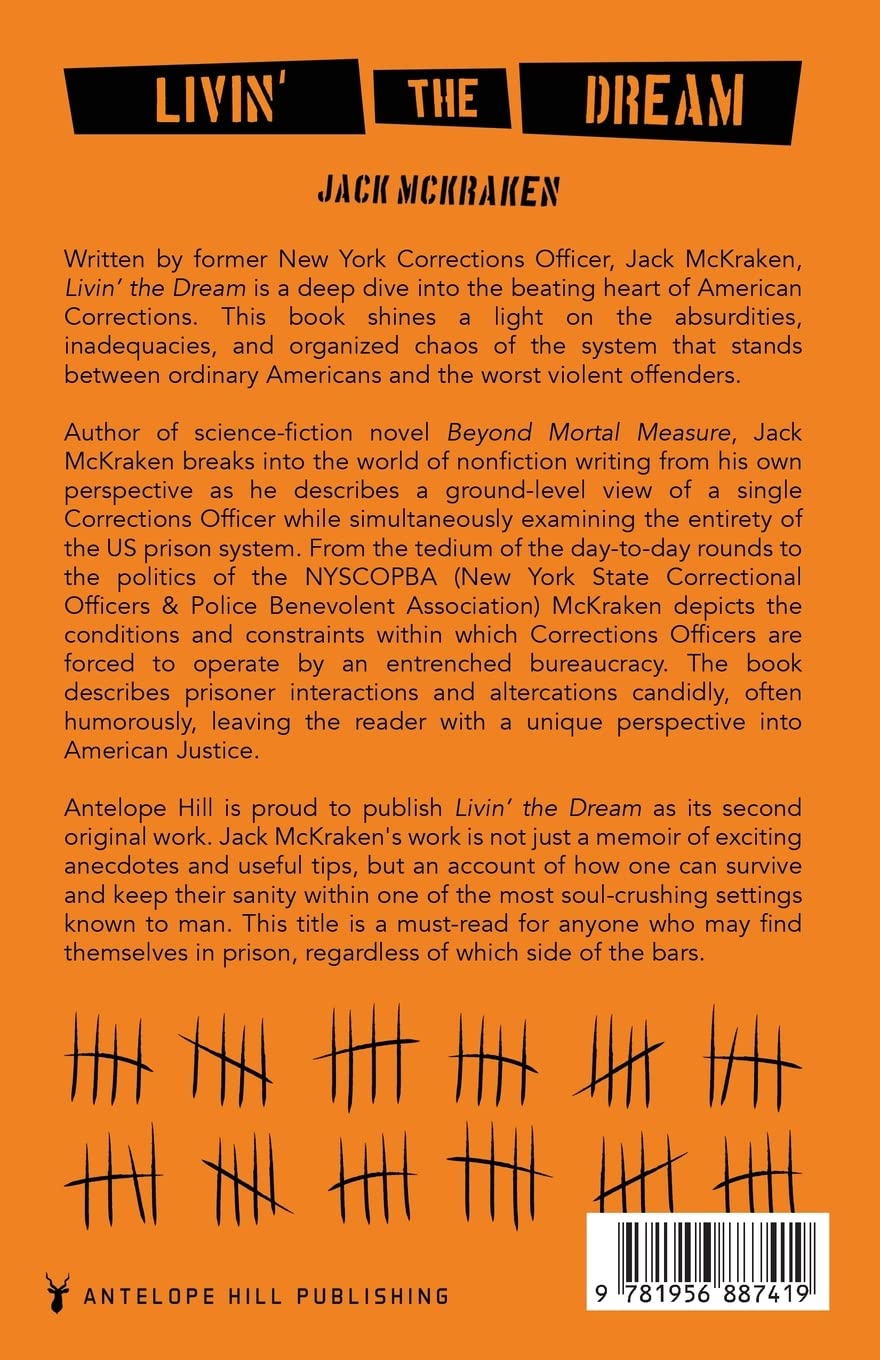 LIVIN' THE DREAM
JACK MCKRAKEN
Written by former New York Corrections Officer, Jack McKraken,
Livin' the Dream is a deep dive into the beating heart of American
Corrections. This book shines a light on the absurdities,
inadequacies, and organized chaos of the system that stands
between ordinary Americans and the worst violent offenders.
Author of science-fiction novel Beyond Mortal Measure, Jack
McKraken breaks into the world of nonfiction writing from his own
perspective as he describes a ground-level view of a single
Corrections Officer while simultaneously examining the entirety of
the US prison system. From the tedium of the day-to-day rounds to
the politics of the NYSCOPBA (New York State Correctional
Officers & Police Benevolent Association) McKraken depicts the
conditions and constraints within which Corrections Officers are
forced to operate by an entrenched bureaucracy. The book
describes prisoner interactions and altercations candidly, often
humorously, leaving the reader with a unique perspective into
American Justice.
Antelope Hill is proud to publish Livin' the Dream as its second
original work. Jack McKraken's work is not just a memoir of exciting
anecdotes and useful tips, but an account of how one can survive
and keep their sanity within one of the most soul-crushing settings
known to man. This title is a must-read for anyone who may find
themselves in prison, regardless of which side of the bars.
ANTELOPE HILL PUBLISHING
9 781956 887419